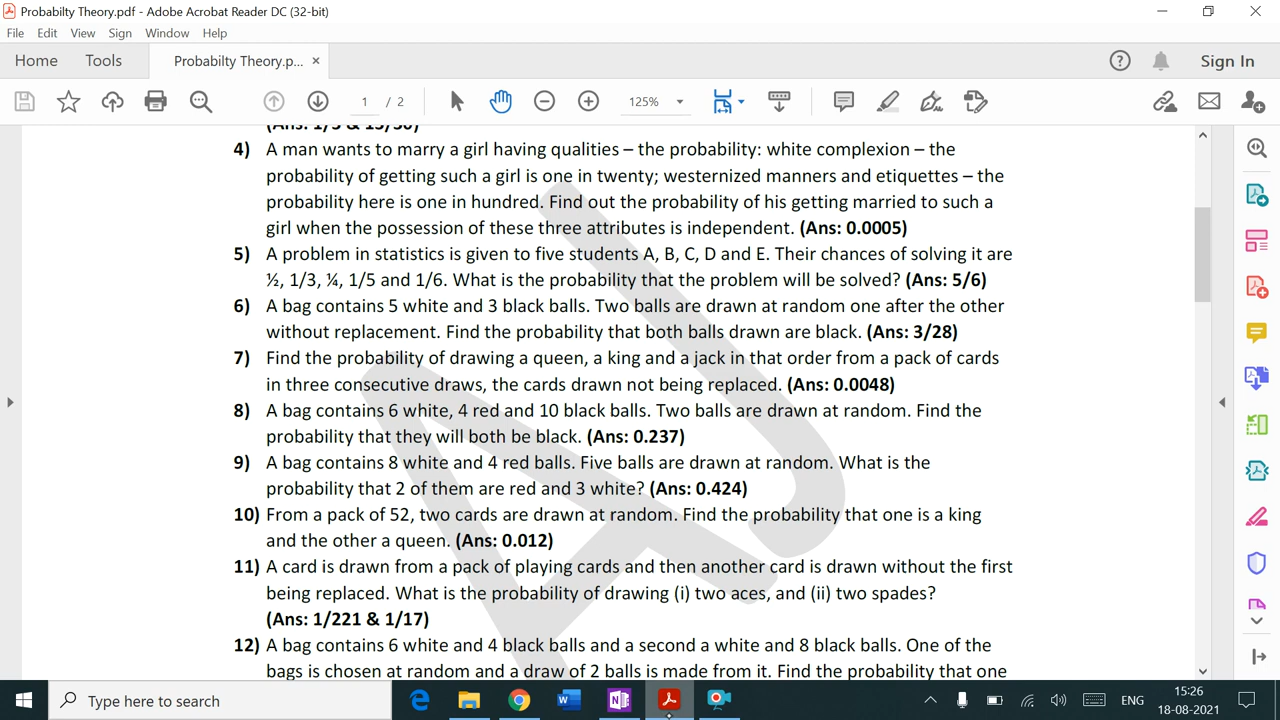 Probabilty Theory.pdf - Adobe Acrobat Reader DC (32-bit)
File Edit View Sign Window Help
Home Tools Probabilty Theory.p... × Sign In
1 / 2 125%
(Ans: 1/5 & 13/30)
4) A man wants to marry a girl having qualities – the probability: white complexion – the
probability of getting such a girl is one in twenty; westernized manners and etiquettes – the
probability here is one in hundred. Find out the probability of his getting married to such a
girl when the possession of these three attributes is independent. (Ans: 0.0005)
5) A problem in statistics is given to five students A, B, C, D and E. Their chances of solving it are
½, 1/3, ¼, 1/5 and 1/6. What is the probability that the problem will be solved? (Ans: 5/6)
6) A bag contains 5 white and 3 black balls. Two balls are drawn at random one after the other
without replacement. Find the probability that both balls drawn are black. (Ans: 3/28)
7) Find the probability of drawing a queen, a king and a jack in that order from a pack of cards
in three consecutive draws, the cards drawn not being replaced. (Ans: 0.0048)
8) A bag contains 6 white, 4 red and 10 black balls. Two balls are drawn at random. Find the
probability that they will both be black. (Ans: 0.237)
9) A bag contains 8 white and 4 red balls. Five balls are drawn at random. What is the
probability that 2 of them are red and 3 white? (Ans: 0.424)
10) From a pack of 52, two cards are drawn at random. Find the probability that one is a king
and the other a queen. (Ans: 0.012)
11) A card is drawn from a pack of playing cards and then another card is drawn without the first
being replaced. What is the probability of drawing (i) two aces, and (ii) two spades?
(Ans: 1/221 & 1/17)
12) A bag contains 6 white and 4 black balls and a second a white and 8 black balls. One of the
bags is chosen at random and a draw of 2 balls is made from it. Find the probability that one
AJ
Type here to search
ENG
15:26
18-08-2021